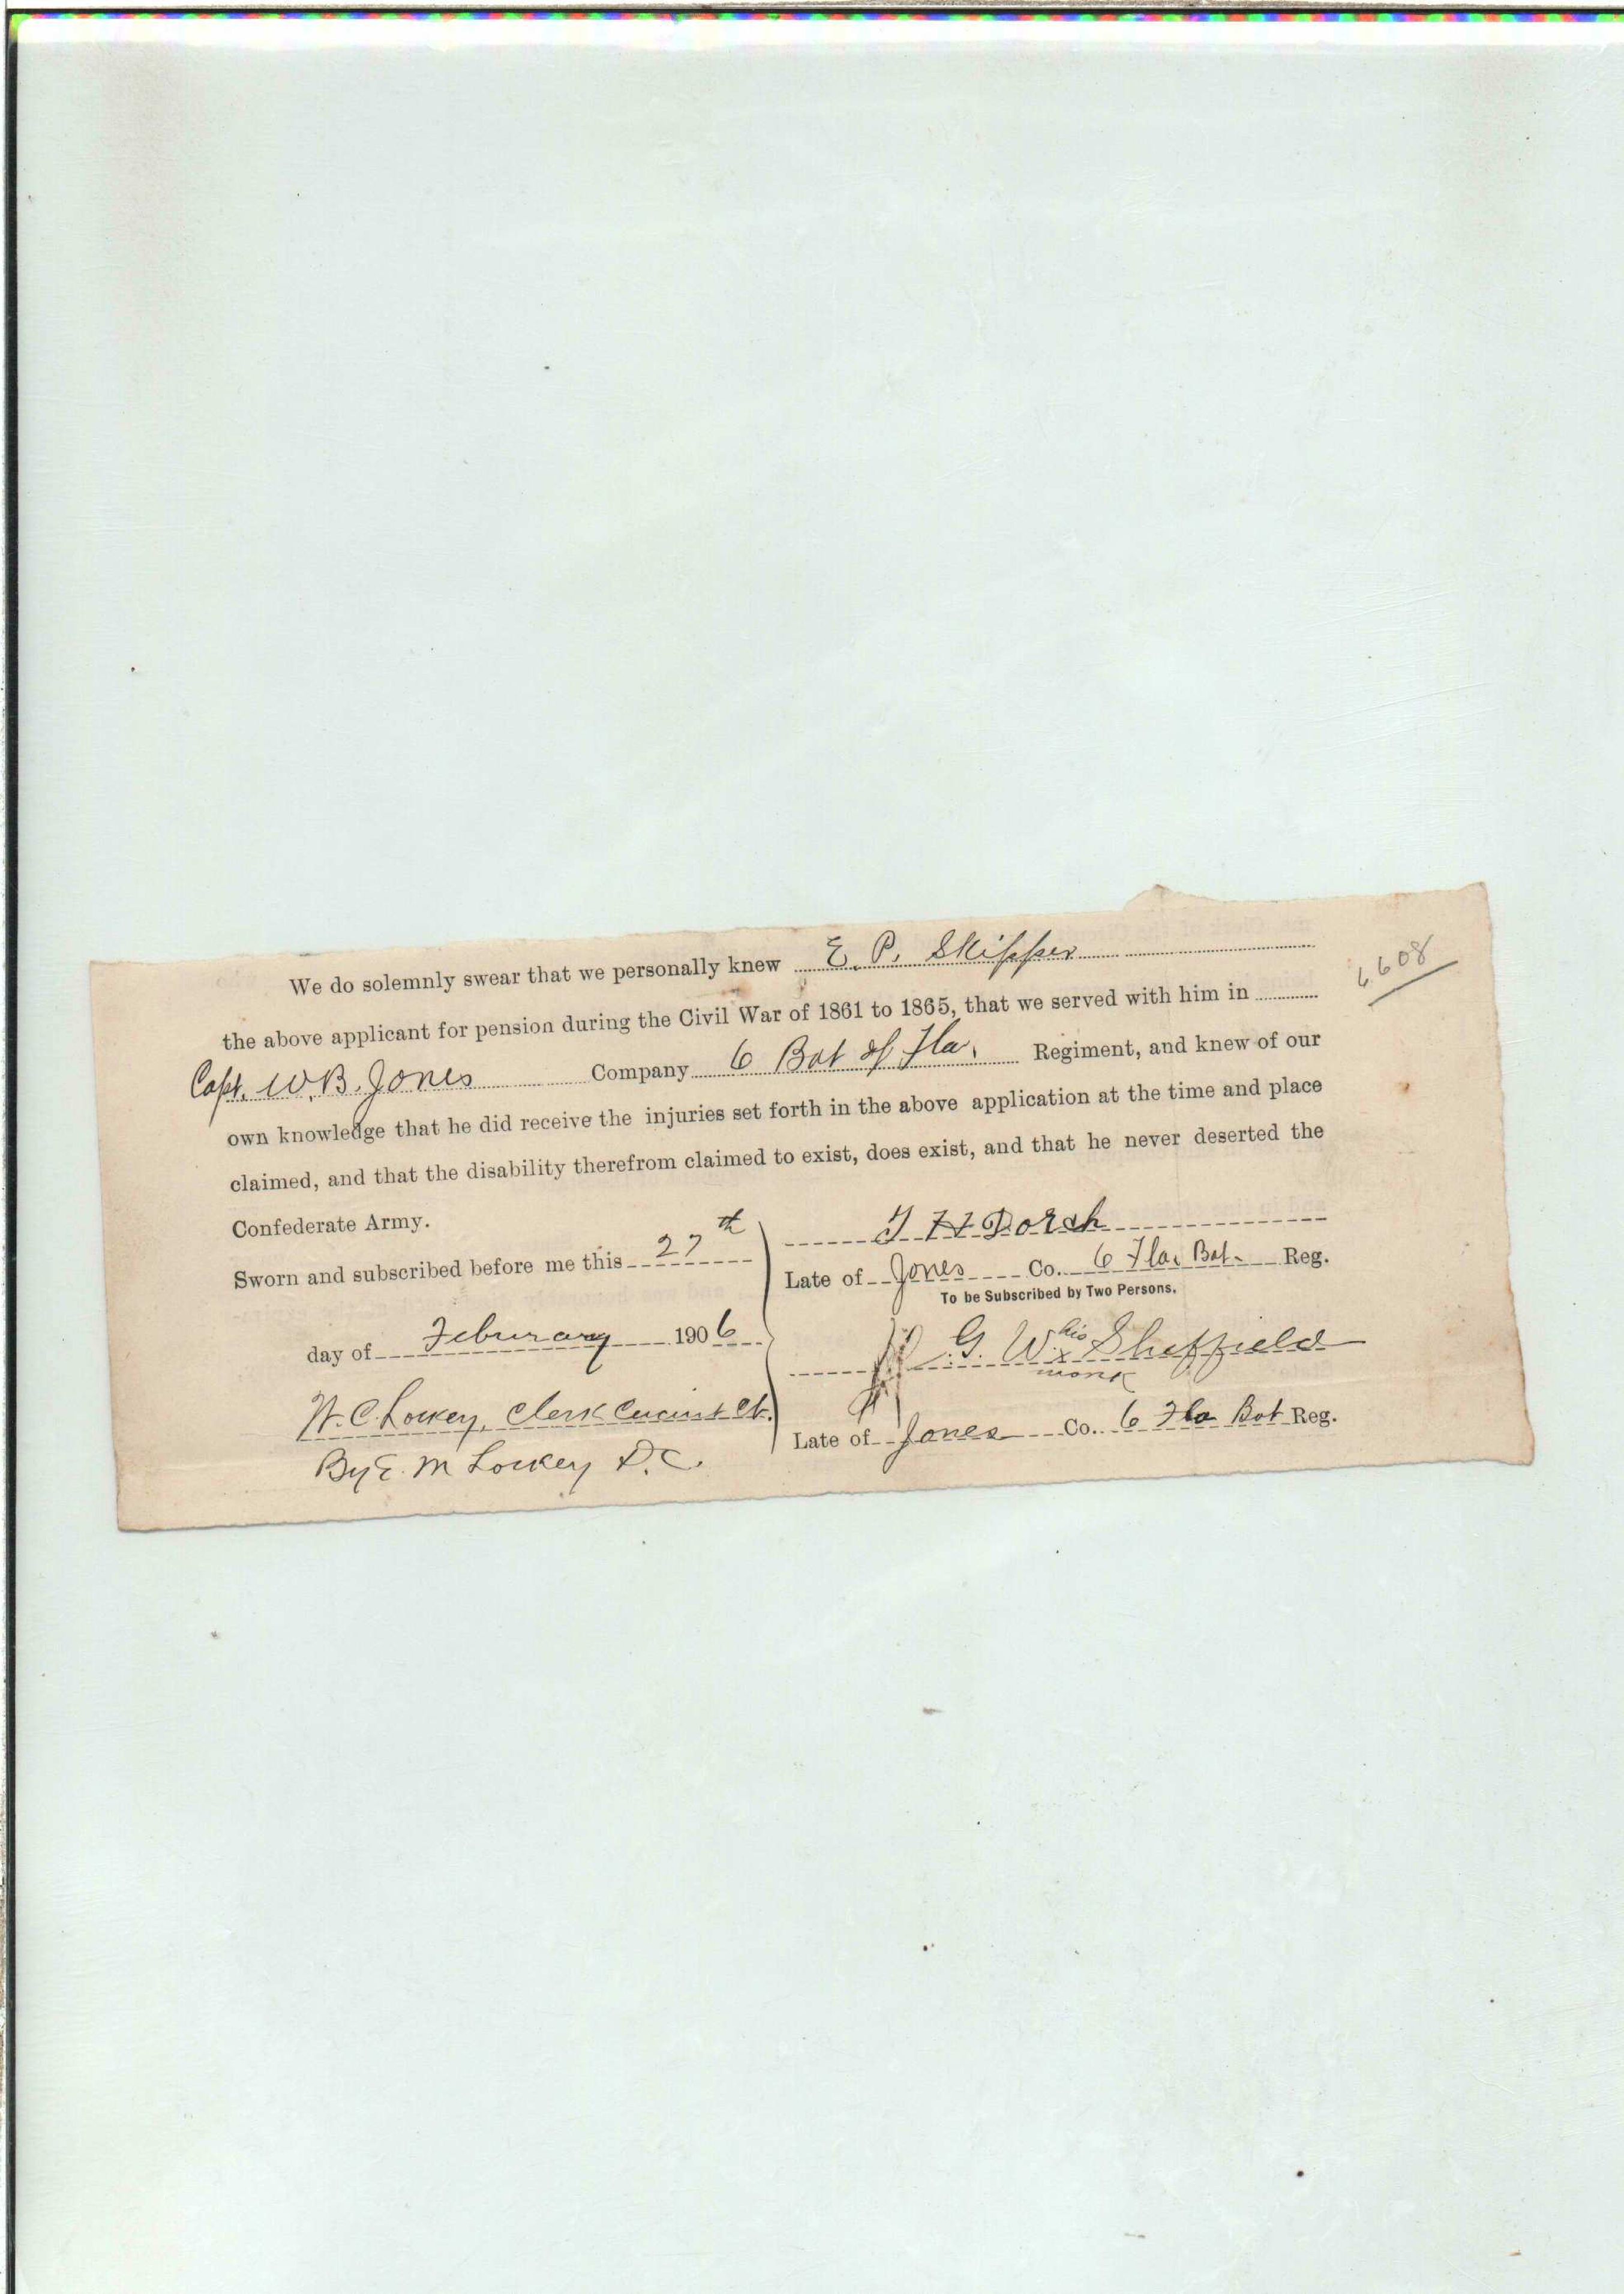 We do solemnly swear that we personally knew E. P. Skipper
6608
the above applicant for pension during the Civil War of 1861 to 1865, that we served with him in
Capt. W. B. Jones Company 6 Bat of Fla. Regiment, and knew of our
own knowledge that he did receive the injuries set forth in the above application at the time and place
claimed, and that the disability therefrom claimed to exist, does exist, and that he never deserted the
Confederate Army.
Sworn and subscribed before me this 27th
day of Februrary 1906
W. C. Lockey, Clerk Circuit Ct.
By E. M Lockey D. C.
T H Dorch
Late of Jones Co. 6 Fla. Bat. Reg.
To be Subscribed by Two Persons.
G. W. his x mark Sheffield
Late of Jones Co. 6 Fla Bat Reg.